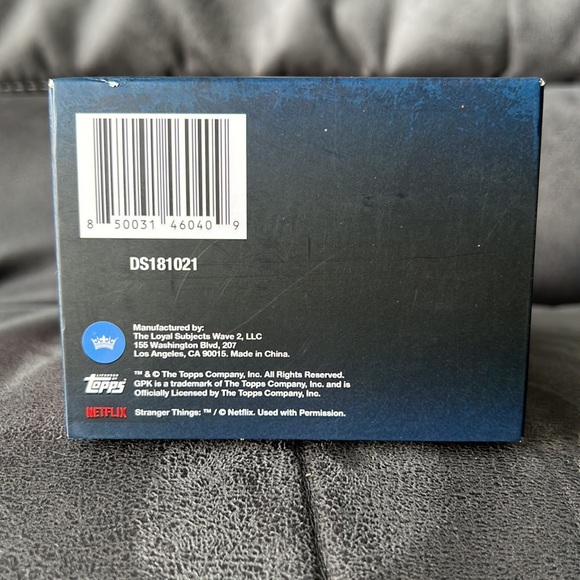 8 50031 46040 9
DS181021
Manufactured by:
The Loyal Subjects Wave 2, LLC
155 Washington Blvd, 207
Los Angeles, CA 90015. Made in China.
LICENSED BY
Topps
™ & © The Topps Company, Inc. All Rights Reserved.
GPK is a trademark of The Topps Company, Inc. and is
Officially Licensed by The Topps Company, Inc.
NETFLIX Stranger Things: ™ / © Netflix. Used with Permission.